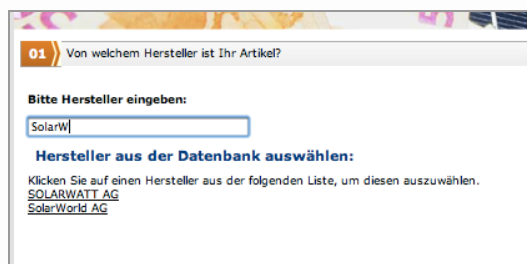 01 Von welchem Hersteller ist Ihr Artikel?
Bitte Hersteller eingeben:
SolarW
Hersteller aus der Datenbank auswählen:
Klicken Sie auf einen Hersteller aus der folgenden Liste, um diesen auszuwählen.
SOLARWATT AG
SolarWorld AG